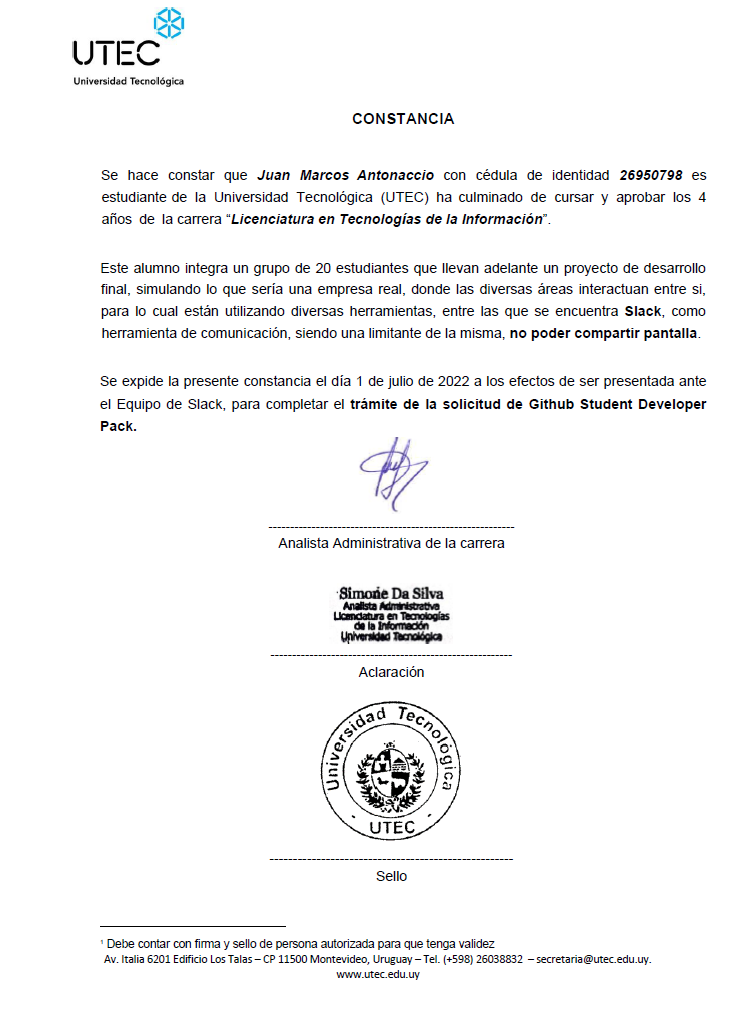 UTEC
Universidad Tecnológica
CONSTANCIA
Se hace constar que Juan Marcos Antonaccio con cédula de identidad 26950798 es
estudiante de la Universidad Tecnológica (UTEC) ha culminado de cursar y aprobar los 4
años de la carrera “Licenciatura en Tecnologías de la Información”.
Este alumno integra un grupo de 20 estudiantes que llevan adelante un proyecto de desarrollo
final, simulando lo que sería una empresa real, donde las diversas áreas interactuan entre si,
para lo cual están utilizando diversas herramientas, entre las que se encuentra Slack, como
herramienta de comunicación, siendo una limitante de la misma, no poder compartir pantalla.
Se expide la presente constancia el día 1 de julio de 2022 a los efectos de ser presentada ante
el Equipo de Slack, para completar el trámite de la solicitud de Github Student Developer
Pack.
Analista Administrativa de la carrera
Simone Da Silva
Analista Administrativa
Licenciatura en Tecnologías
de la Información
Universidad Tecnológica
Aclaración
Universidad Tecnológica
- UTEC -
Sello
¹ Debe contar con firma y sello de persona autorizada para que tenga validez
Av. Italia 6201 Edificio Los Talas – CP 11500 Montevideo, Uruguay – Tel. (+598) 26038832 – secretaria@utec.edu.uy.
www.utec.edu.uy